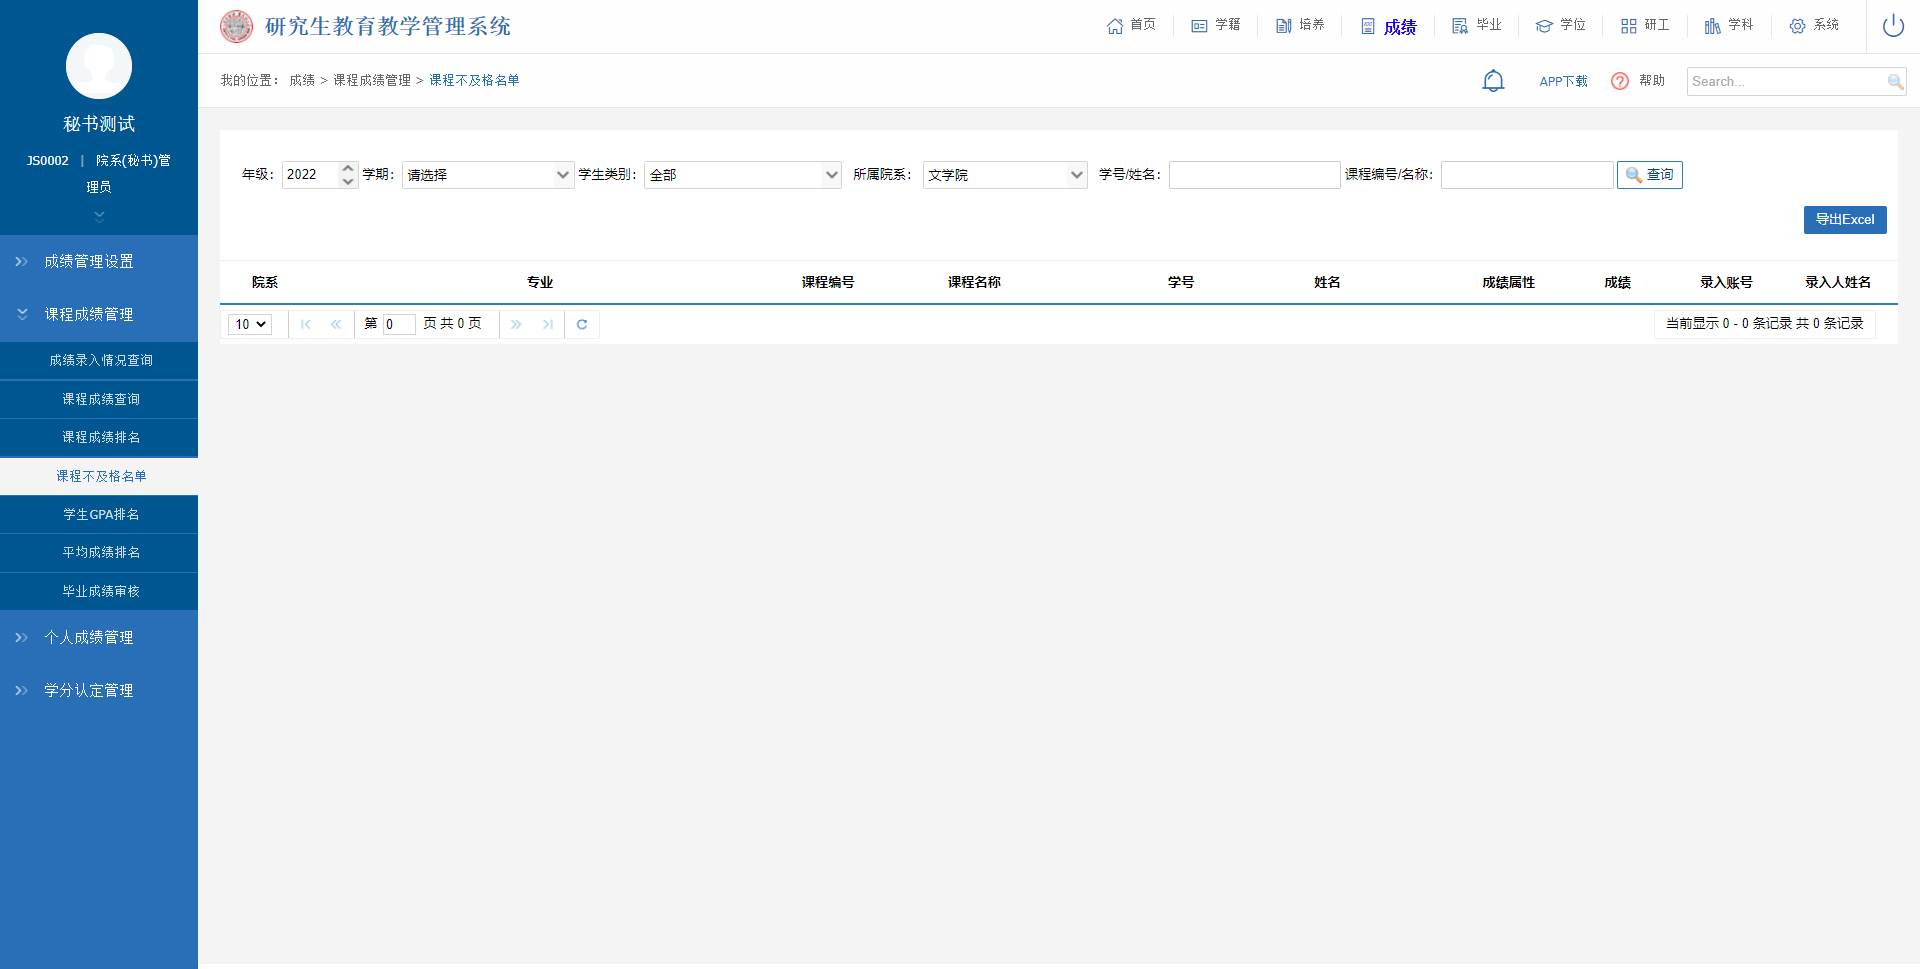 研究生教育教学管理系统
首页 学籍 培养 成绩 毕业 学位 研工 学科 系统
秘书测试
JS0002 | 院系(秘书)管
理员
我的位置： 成绩 > 课程成绩管理 > 课程不及格名单
APP下载 帮助 Search...
成绩管理设置
课程成绩管理
成绩录入情况查询
课程成绩查询
课程成绩排名
课程不及格名单
学生GPA排名
平均成绩排名
毕业成绩审核
个人成绩管理
学分认定管理
年级： 2022 学期： 请选择 学生类别： 全部 所属院系： 文学院 学号/姓名： 课程编号/名称： 查询
导出Excel
院系 专业 课程编号 课程名称 学号 姓名 成绩属性 成绩 录入账号 录入人姓名
10 第 0 页 共 0 页 当前显示 0 - 0 条记录 共 0 条记录